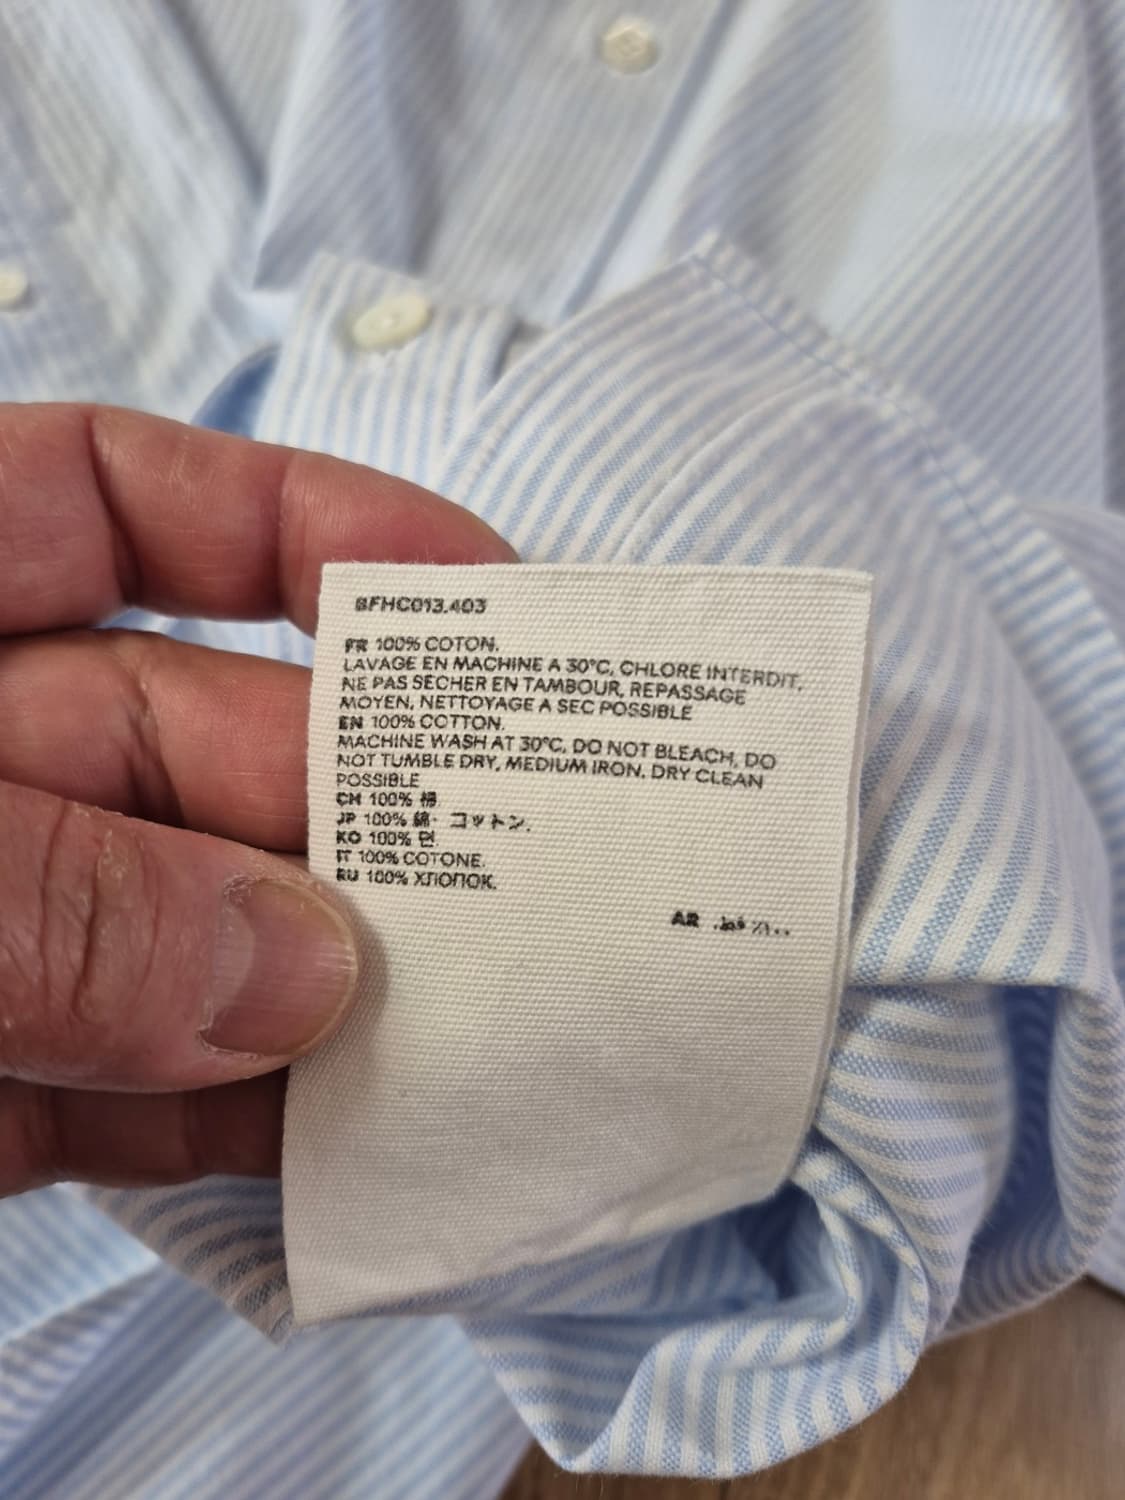 BFHC013.403
FR 100% COTON.
LAVAGE EN MACHINE A 30°C, CHLORE INTERDIT,
NE PAS SECHER EN TAMBOUR, REPASSAGE
MOYEN, NETTOYAGE A SEC POSSIBLE
EN 100% COTTON.
MACHINE WASH AT 30°C, DO NOT BLEACH, DO
NOT TUMBLE DRY, MEDIUM IRON, DRY CLEAN
POSSIBLE
CH 100% 棉
JP 100% 綿· コットン.
KO 100% 면.
IT 100% COTONE.
RU 100% ХЛОПОК.
AR ٪١٠٠ قطن.